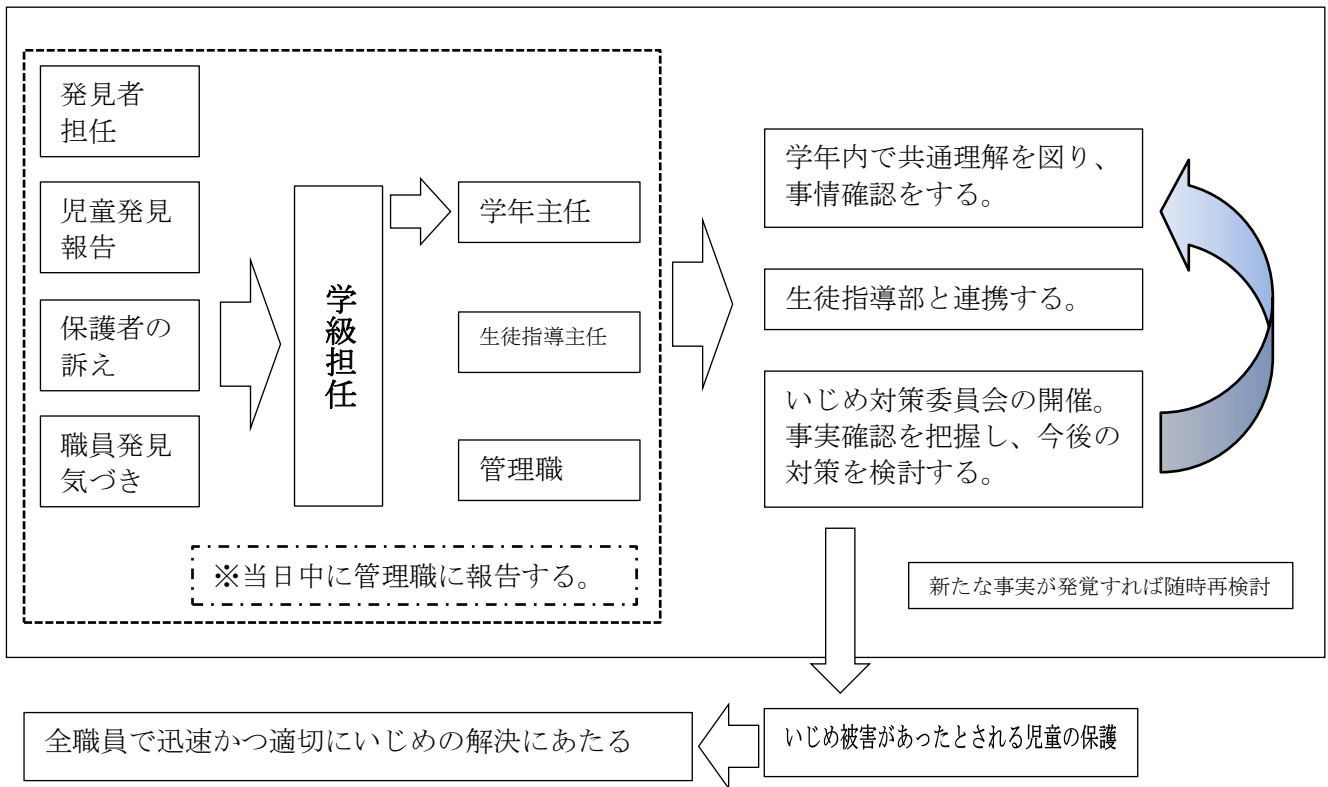 発見者
担任
児童発見
報告
保護者の
訴え
職員発見
気づき
学級担任
学年主任
生徒指導主任
管理職
※当日中に管理職に報告する。
学年内で共通理解を図り、
事情確認をする。
生徒指導部と連携する。
いじめ対策委員会の開催。
事実確認を把握し、今後の
対策を検討する。
新たな事実が発覚すれば随時再検討
いじめ被害があったとされる児童の保護
全職員で迅速かつ適切にいじめの解決にあたる